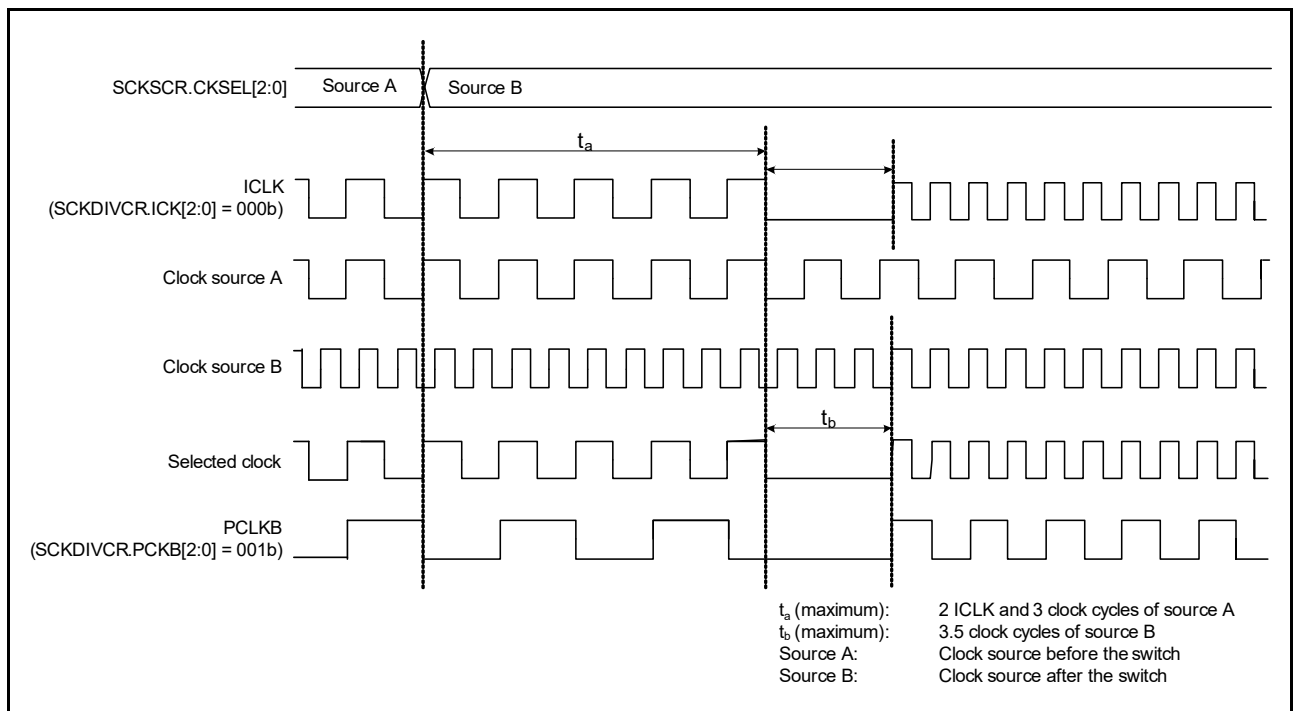 SCKSCR.CKSEL[2:0]
Source A
Source B
tₐ
ICLK
(SCKDIVCR.ICK[2:0] = 000b)
Clock source A
Clock source B
t_b
Selected clock
PCLKB
(SCKDIVCR.PCKB[2:0] = 001b)
tₐ (maximum): 2 ICLK and 3 clock cycles of source A
t_b (maximum): 3.5 clock cycles of source B
Source A: Clock source before the switch
Source B: Clock source after the switch